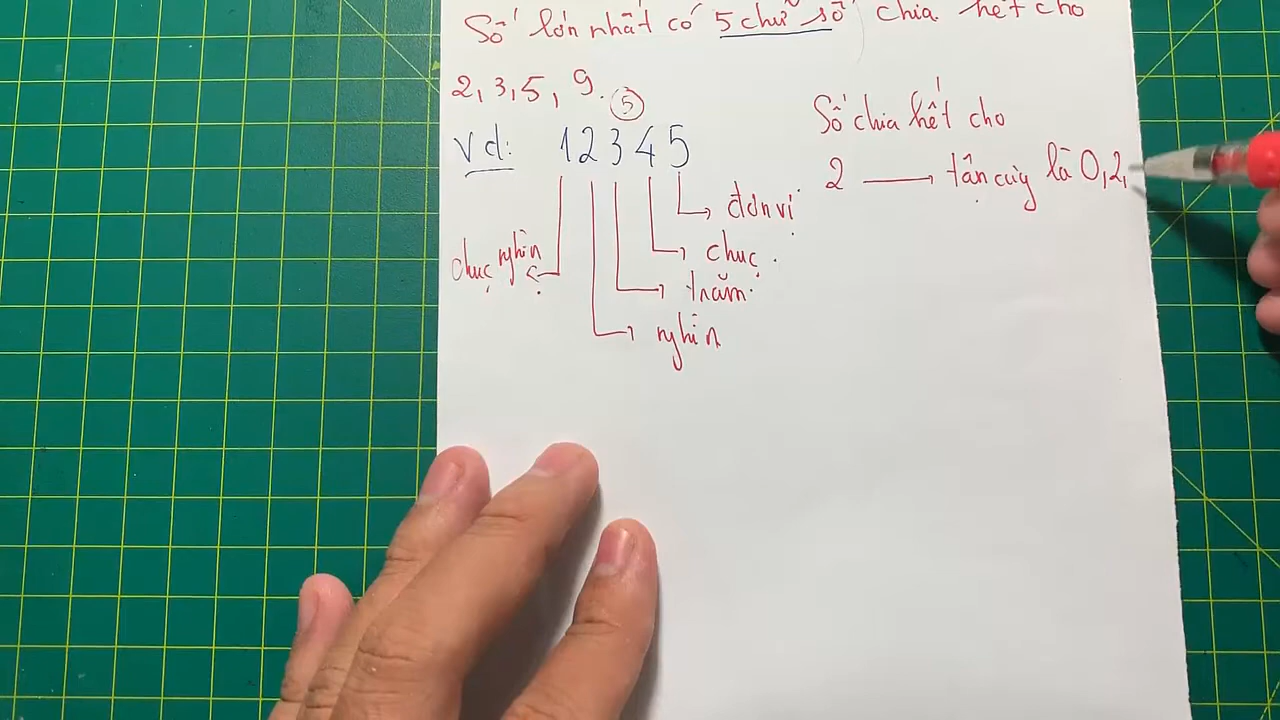 Số lớn nhất có 5 chữ số chia hết cho
2, 3, 5, 9.
5
Vd: 12345
đơn vị
chục.
trăm.
nghìn
chục nghìn
Số chia hết cho
2 → tận cùng là 0, 2,